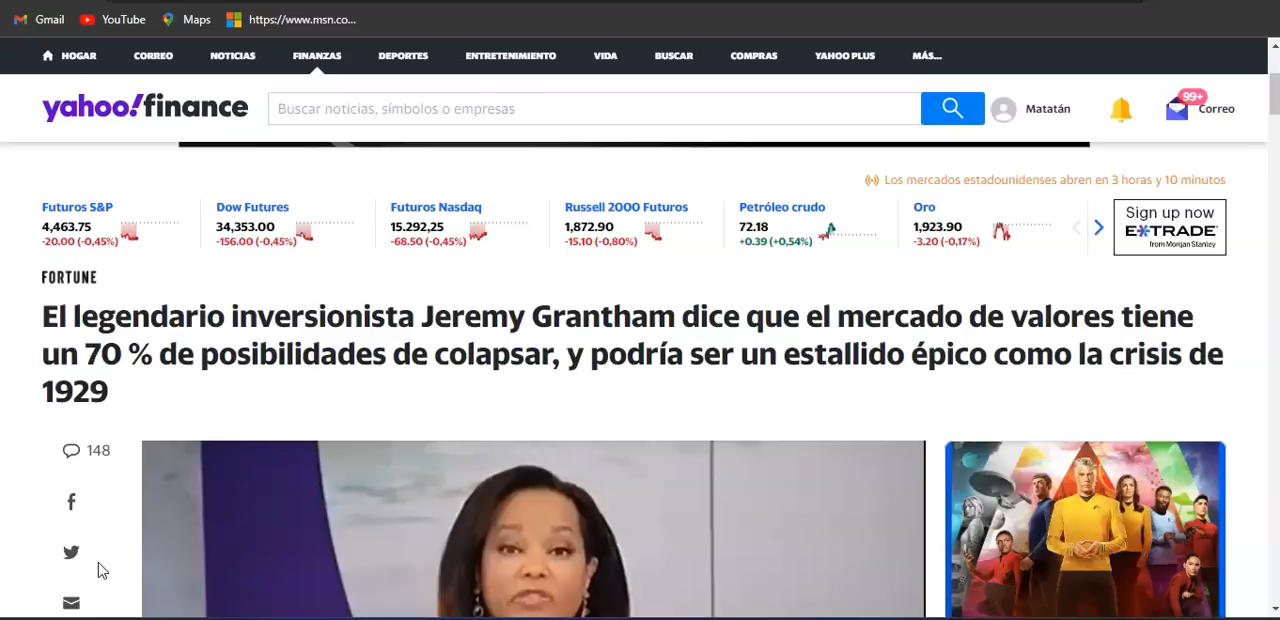 Gmail YouTube Maps https://www.msn.co...
HOGAR CORREO NOTICIAS FINANZAS DEPORTES ENTRETENIMIENTO VIDA BUSCAR COMPRAS YAHOO PLUS MÁS...
yahoo!finance Buscar noticias, símbolos o empresas Matatán 99+ Correo
Los mercados estadounidenses abren en 3 horas y 10 minutos
Futuros S&P Dow Futures Futuros Nasdaq Russell 2000 Futuros Petróleo crudo Oro
4,463.75 34,353.00 15.292,25 1,872.90 72.18 1,923.90
-20.00 (-0,45%) -156.00 (-0.45%) -68.50 (-0,45%) -15.10 (-0,80%) +0.39 (+0,54%) -3.20 (-0,17%)
Sign up now
E*TRADE
from Morgan Stanley
FORTUNE
El legendario inversionista Jeremy Grantham dice que el mercado de valores tiene
un 70 % de posibilidades de colapsar, y podría ser un estallido épico como la crisis de
1929
148